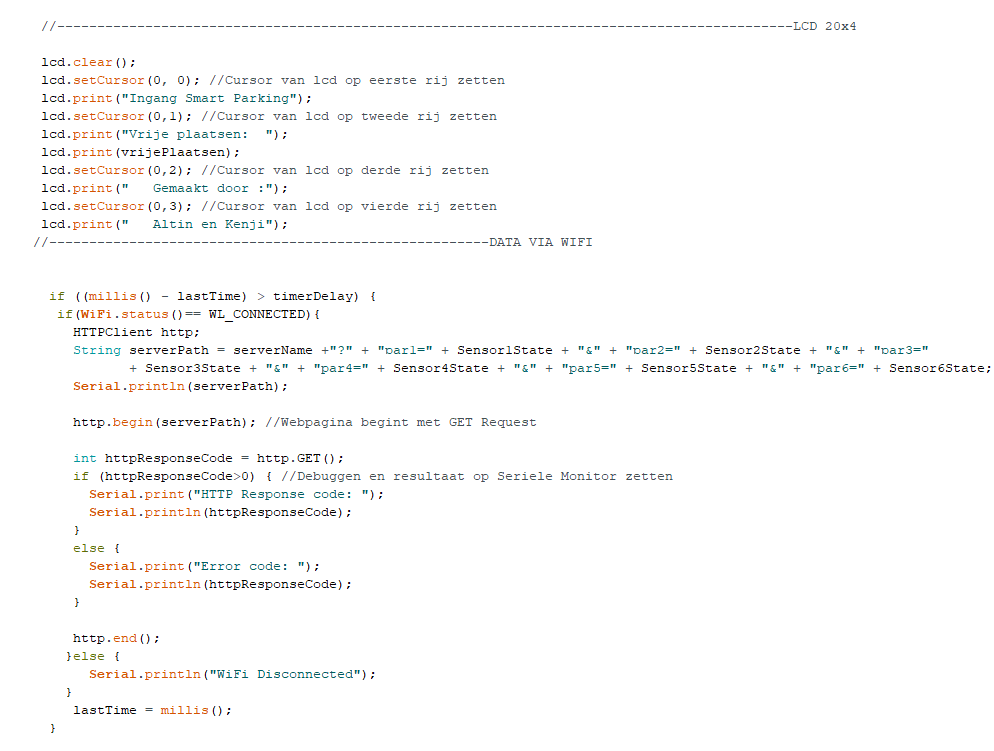 //--------------------------------------------------------------------------------------------LCD 20x4
lcd.clear();
lcd.setCursor(0, 0); //Cursor van lcd op eerste rij zetten
lcd.print("Ingang Smart Parking");
lcd.setCursor(0,1); //Cursor van lcd op tweede rij zetten
lcd.print("Vrije plaatsen:  ");
lcd.print(vrijePlaatsen);
lcd.setCursor(0,2); //Cursor van lcd op derde rij zetten
lcd.print("   Gemaakt door :");
lcd.setCursor(0,3); //Cursor van lcd op vierde rij zetten
lcd.print("   Altin en Kenji");
//-------------------------------------------------------DATA VIA WIFI
if ((millis() - lastTime) > timerDelay) {
if(WiFi.status()== WL_CONNECTED){
HTTPClient http;
String serverPath = serverName +"?" + "par1=" + Sensor1State + "&" + "par2=" + Sensor2State + "&" + "par3="
+ Sensor3State + "&" + "par4=" + Sensor4State + "&" + "par5=" + Sensor5State + "&" + "par6=" + Sensor6State;
Serial.println(serverPath);
http.begin(serverPath); //Webpagina begint met GET Request
int httpResponseCode = http.GET();
if (httpResponseCode>0) { //Debuggen en resultaat op Seriele Monitor zetten
Serial.print("HTTP Response code: ");
Serial.println(httpResponseCode);
}
else {
Serial.print("Error code: ");
Serial.println(httpResponseCode);
}
http.end();
}else {
Serial.println("WiFi Disconnected");
}
lastTime = millis();
}